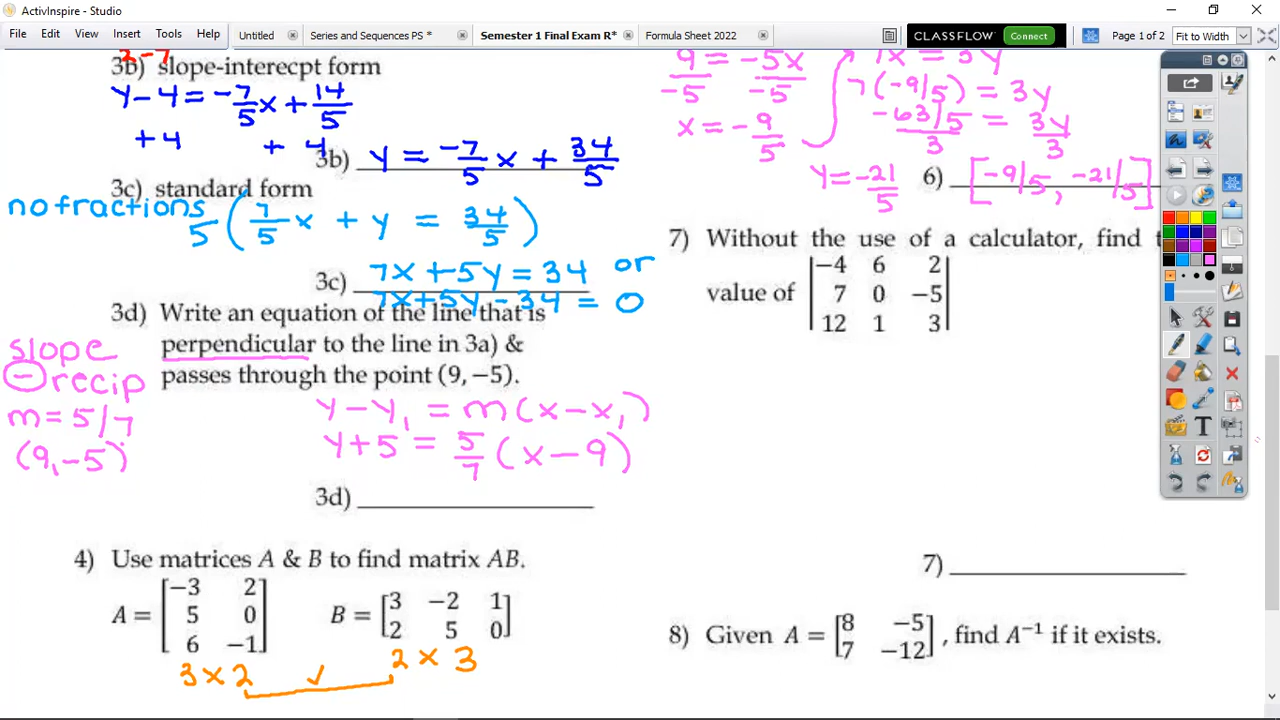 ActivInspire - Studio
File Edit View Insert Tools Help
Untitled
Series and Sequences PS *
Semester 1 Final Exam R*
Formula Sheet 2022
CLASSFLOW
Connect
Page 1 of 2
Fit to Width
2-7
3b) slope-interecpt form
y - 4 = -7/5 x + 14/5
+4 + 4
3b) y = -7/5 x + 34/5
3c) standard form
no fractions
5 ( 7/5 x + y = 34/5 )
3c) 7x + 5y = 34 or
7x + 5y - 34 = 0
3d) Write an equation of the line that is
perpendicular to the line in 3a) &
passes through the point (9, −5).
slope
- recip
m = 5/7
(9, -5)
y - y₁ = m(x - x₁)
y + 5 = 5/7 (x - 9)
3d)
4) Use matrices A & B to find matrix AB.
A = [−3 2
5 0
6 −1]
B = [3 −2 1
2 5 0]
3 x 2 ✓ 2 x 3
9 = -5x
-5 -5
x = -9/5
7x = 3y
7(-9/5) = 3y
-63/5 = 3y
3 3
y = -21/5
6) [-9/5, -21/5]
7) Without the use of a calculator, find
value of |−4 6 2|
|7 0 −5|
|12 1 3|
7)
8) Given A = [8 −5
7 −12], find A⁻¹ if it exists.